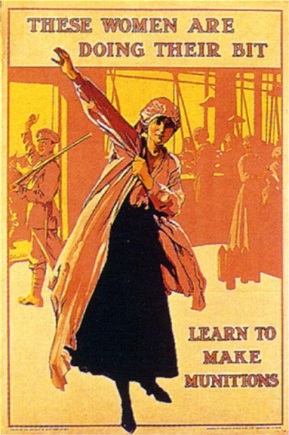 THESE WOMEN ARE
DOING THEIR BIT
LEARN TO
MAKE
MUNITIONS